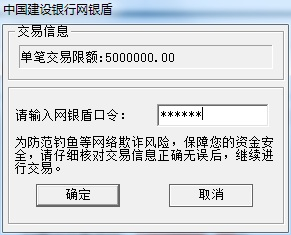 中国建设银行网银盾
交易信息
单笔交易限额:5000000.00
请输入网银盾口令: ******
为防范钓鱼等网络欺诈风险，保障您的资金安
全，请仔细核对交易信息正确无误后，继续进
行交易。
确定 取消